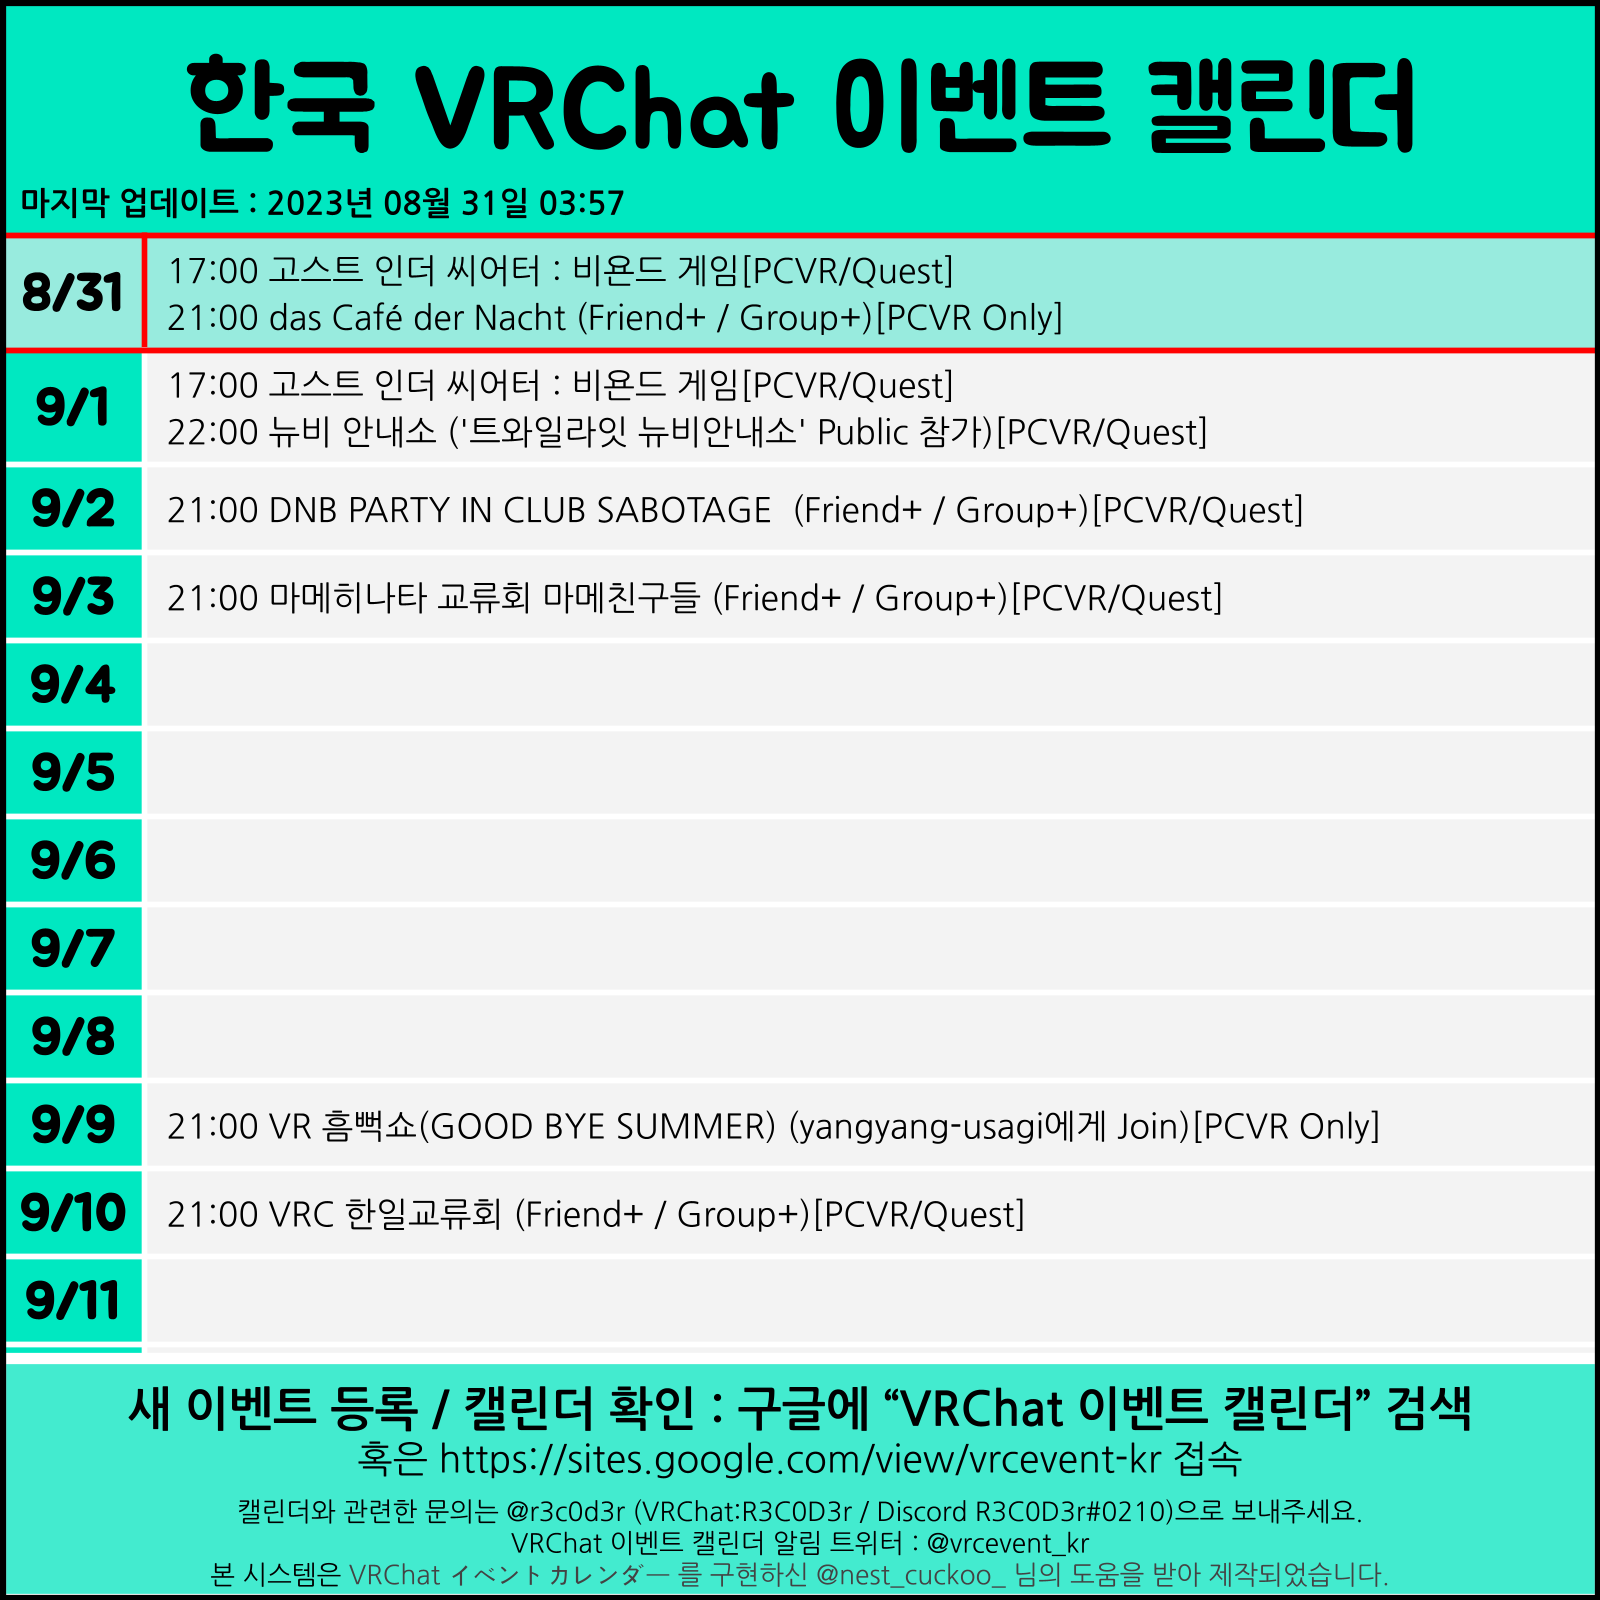 한국 VRChat 이벤트 캘린더
마지막 업데이트 : 2023년 08월 31일 03:57
8/31
17:00 고스트 인더 씨어터 : 비욘드 게임[PCVR/Quest]
21:00 das Café der Nacht (Friend+ / Group+)[PCVR Only]
9/1
17:00 고스트 인더 씨어터 : 비욘드 게임[PCVR/Quest]
22:00 뉴비 안내소 ('트와일라잇 뉴비안내소' Public 참가)[PCVR/Quest]
9/2
21:00 DNB PARTY IN CLUB SABOTAGE  (Friend+ / Group+)[PCVR/Quest]
9/3
21:00 마메히나타 교류회 마메친구들 (Friend+ / Group+)[PCVR/Quest]
9/4
9/5
9/6
9/7
9/8
9/9
21:00 VR 흠뻑쇼(GOOD BYE SUMMER) (yangyang-usagi에게 Join)[PCVR Only]
9/10
21:00 VRC 한일교류회 (Friend+ / Group+)[PCVR/Quest]
9/11
새 이벤트 등록 / 캘린더 확인 : 구글에 “VRChat 이벤트 캘린더” 검색
혹은 https://sites.google.com/view/vrcevent-kr 접속
캘린더와 관련한 문의는 @r3c0d3r (VRChat:R3C0D3r / Discord R3C0D3r#0210)으로 보내주세요.
VRChat 이벤트 캘린더 알림 트위터 : @vrcevent_kr
본 시스템은 VRChat イベントカレンダー 를 구현하신 @nest_cuckoo_ 님의 도움을 받아 제작되었습니다.